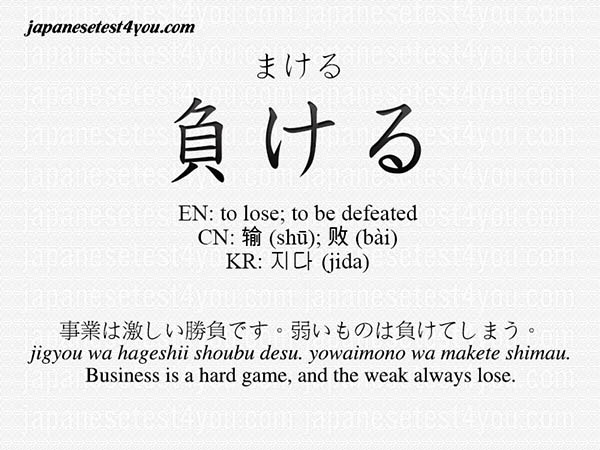 japanesetest4you.com
まける
負ける
EN: to lose; to be defeated
CN: 输 (shū); 败 (bài)
KR: 지다 (jida)
事業は激しい勝負です。弱いものは負けてしまう。
jigyou wa hageshii shoubu desu. yowaimono wa makete shimau.
Business is a hard game, and the weak always lose.